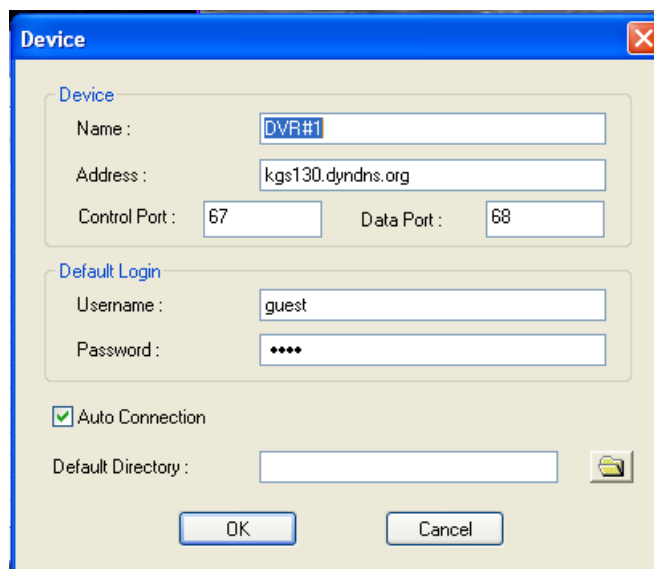 Device
Device
Name : DVR#1
Address : kgs130.dyndns.org
Control Port : 67 Data Port : 68
Default Login
Username : guest
Password : ••••
Auto Connection
Default Directory :
OK Cancel